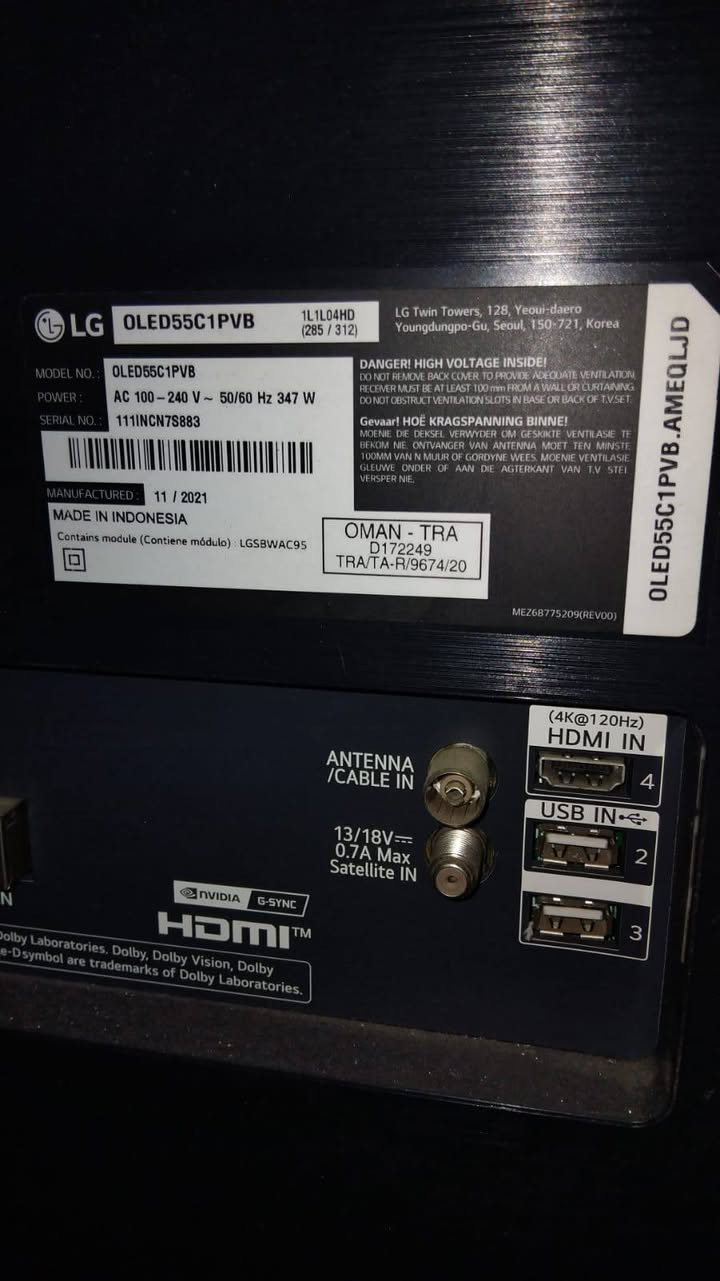 LG
OLED55C1PVB
1L1L04HD
(285 / 312)
LG Twin Towers, 128, Yeoui-daero
Youngdungpo-Gu, Seoul, 150-721, Korea
MODEL NO. : OLED55C1PVB
POWER : AC 100-240 V~ 50/60 Hz 347 W
SERIAL NO. : 111INCN7S883
MANUFACTURED : 11 / 2021
MADE IN INDONESIA
Contains module (Contiene módulo) : LGSBWAC95
OMAN - TRA
D172249
TRA/TA-R/9674/20
DANGER! HIGH VOLTAGE INSIDE!
DO NOT REMOVE BACK COVER TO PROVIDE ADEQUATE VENTILATION,
RECEIVER MUST BE AT LEAST 100 mm FROM A WALL OR CURTAINING.
DO NOT OBSTRUCT VENTILATION SLOTS IN BASE OR BACK OF T.V SET.
Gevaar! HOË KRAGSPANNING BINNE!
MOENIE DIE DEKSEL VERWYDER OM GESKIKTE VENTILASIE TE
BEKOM NIE. ONTVANGER VAN ANTENNA MOET TEN MINSTE
100MM VAN N MUUR OF GORDYNE WEES. MOENIE VENTILASIE
GLEUWE ONDER OF AAN DIE AGTERKANT VAN T.V STEL
VERSPER NIE.
MEZ68775209(REV00)
OLED55C1PVB.AMEQLJD
ANTENNA
/CABLE IN
13/18V⎓
0.7A Max
Satellite IN
(4K@120Hz)
HDMI IN
4
USB IN
2
3
N
NVIDIA G-SYNC
HDMI™
Dolby Laboratories. Dolby, Dolby Vision, Dolby
e-D symbol are trademarks of Dolby Laboratories.